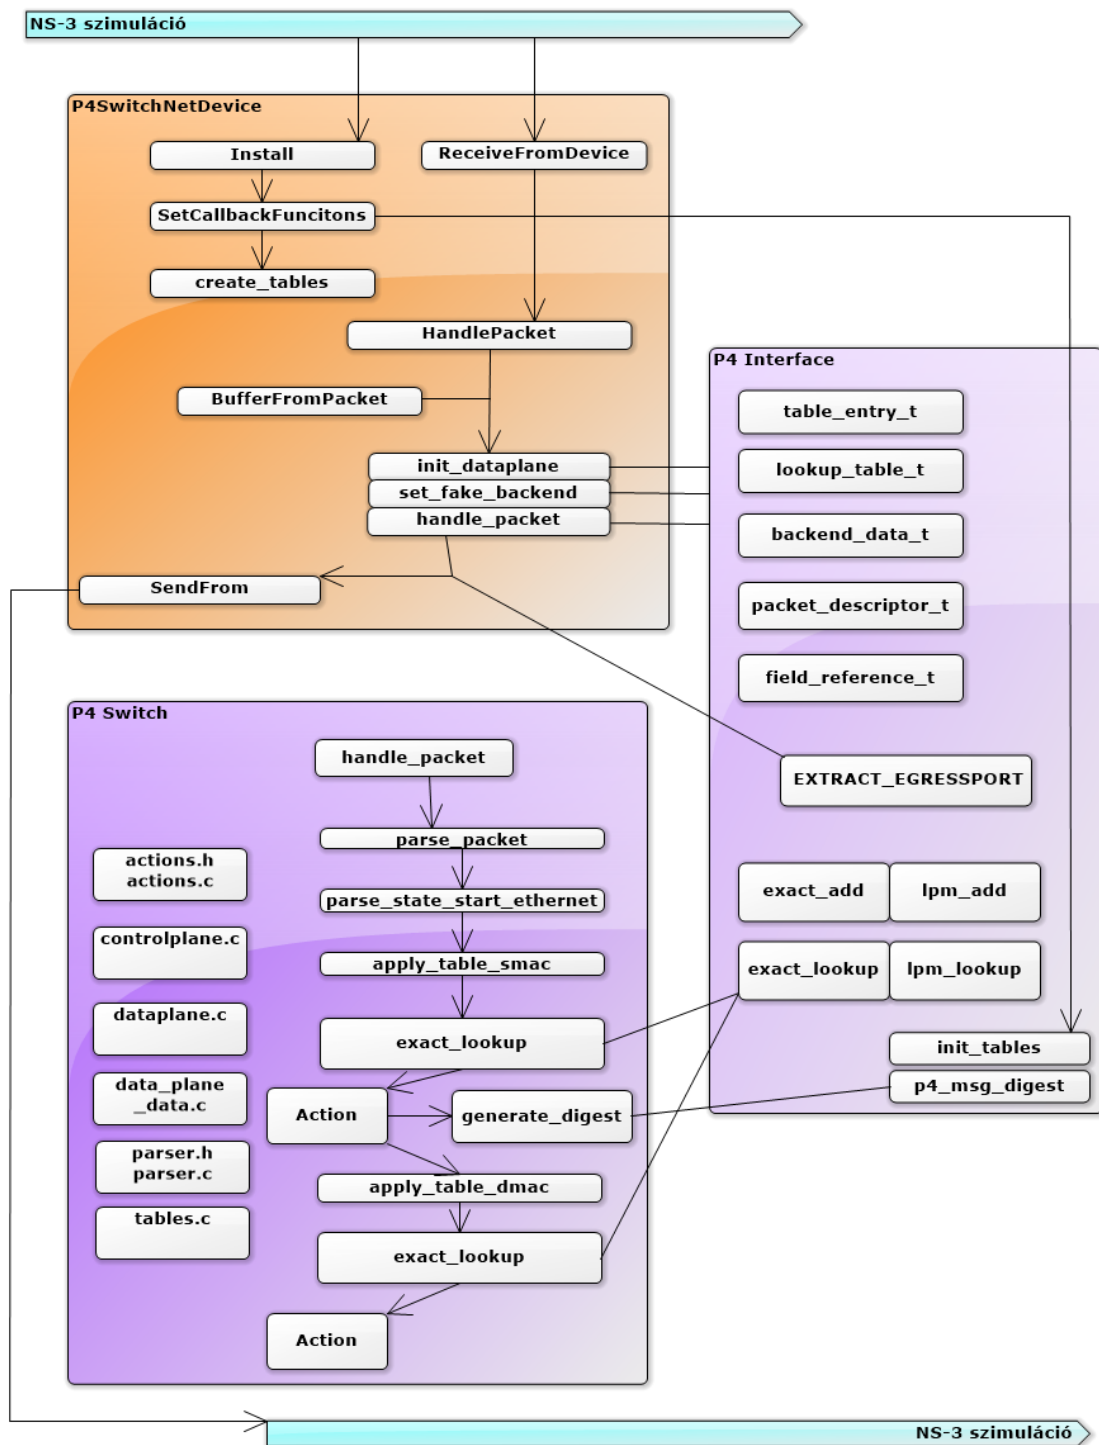 NS-3 szimuláció
P4SwitchNetDevice
Install
ReceiveFromDevice
SetCallbackFuncitons
create_tables
HandlePacket
BufferFromPacket
init_dataplane
set_fake_backend
handle_packet
SendFrom
P4 Interface
table_entry_t
lookup_table_t
backend_data_t
packet_descriptor_t
field_reference_t
EXTRACT_EGRESSPORT
exact_add
lpm_add
exact_lookup
lpm_lookup
init_tables
p4_msg_digest
P4 Switch
handle_packet
parse_packet
parse_state_start_ethernet
apply_table_smac
exact_lookup
Action
generate_digest
apply_table_dmac
exact_lookup
Action
actions.h
actions.c
controlplane.c
dataplane.c
data_plane
_data.c
parser.h
parser.c
tables.c
NS-3 szimuláció